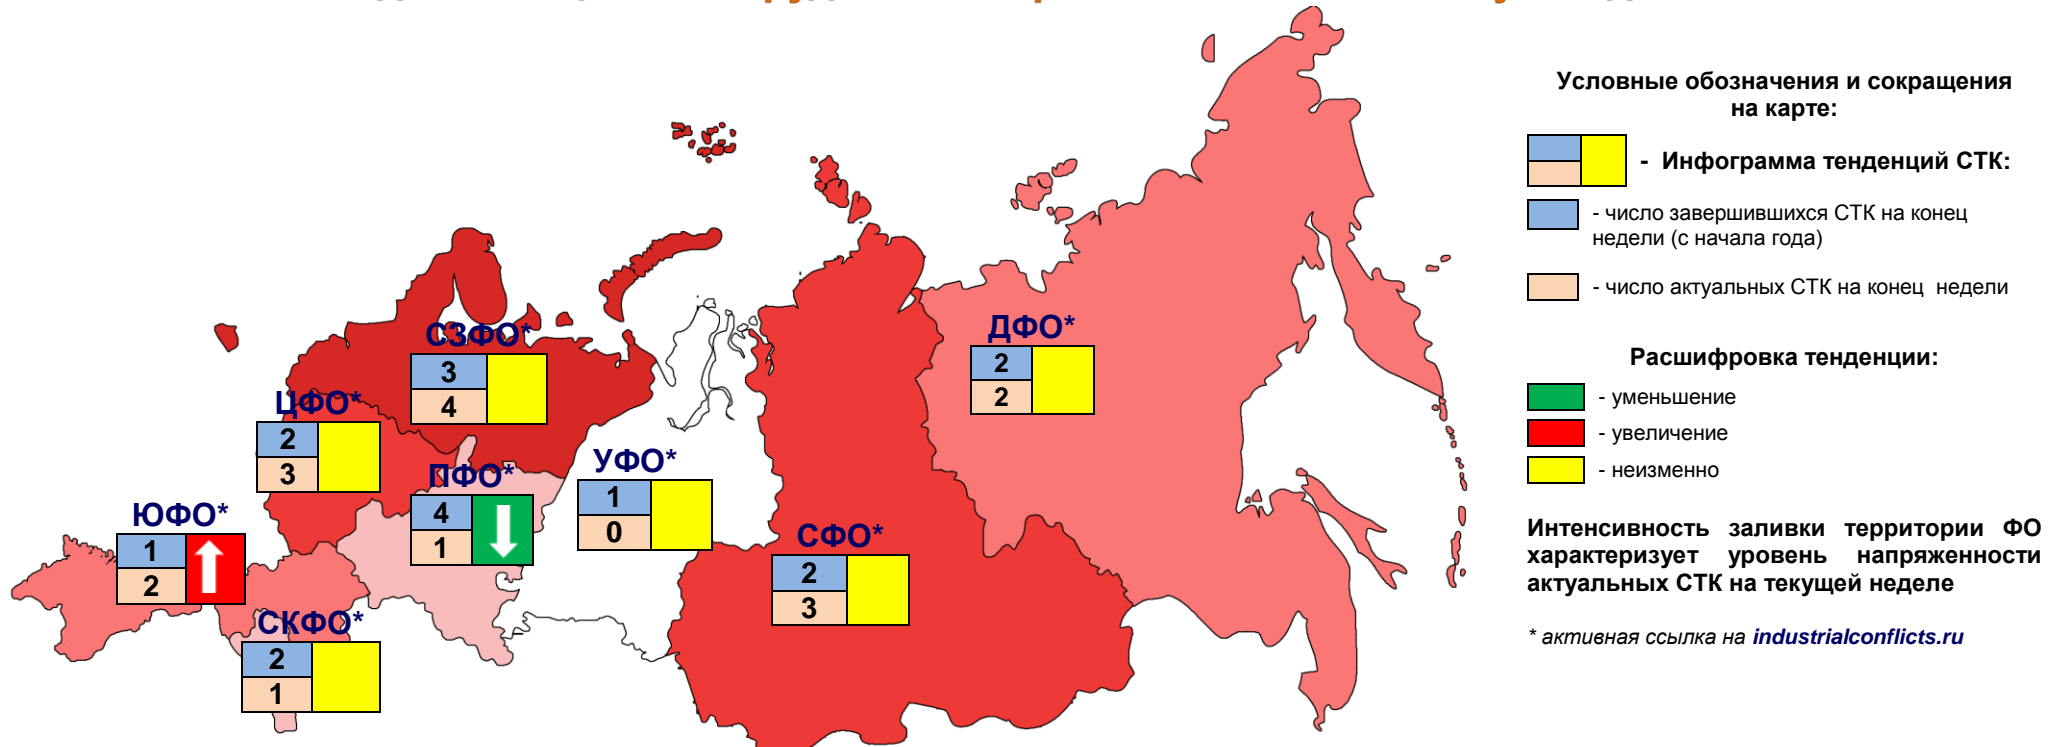 СЗФО*
3
4
ЦФО*
2
3
ПФО*
4
1
УФО*
1
0
ЮФО*
1
2
СКФО*
2
1
СФО*
2
3
ДФО*
2
2
Условные обозначения и сокращения
на карте:
- Инфограмма тенденций СТК:
- число завершившихся СТК на конец
недели (с начала года)
- число актуальных СТК на конец недели
Расшифровка тенденции:
- уменьшение
- увеличение
- неизменно
Интенсивность заливки территории ФО
характеризует уровень напряженности
актуальных СТК на текущей неделе
* активная ссылка на industrialconflicts.ru